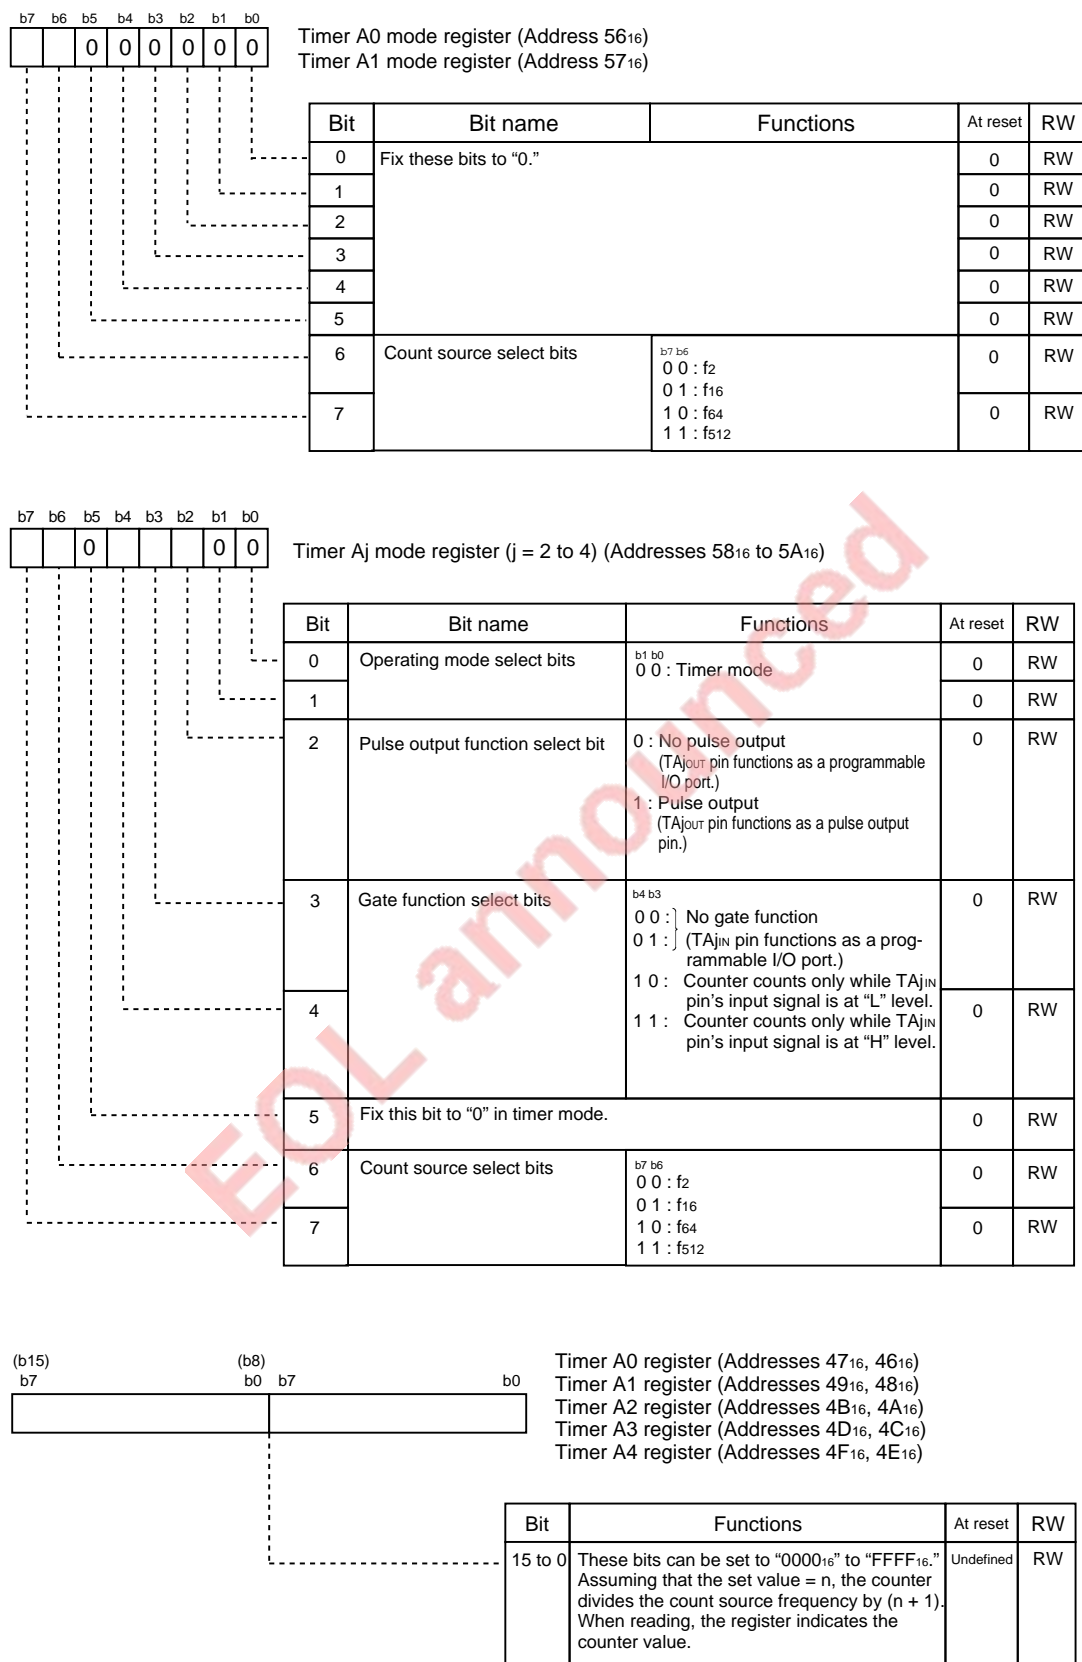 b7 b6 b5 b4 b3 b2 b1 b0
0 0 0 0 0 0
Timer A0 mode register (Address 5616)
Timer A1 mode register (Address 5716)
Bit Bit name Functions At reset RW
0 Fix these bits to “0.” 0 RW
1 0 RW
2 0 RW
3 0 RW
4 0 RW
5 0 RW
6 Count source select bits b7 b6 0 RW
0 0 : f2
0 1 : f16
7 1 0 : f64 0 RW
1 1 : f512
b7 b6 b5 b4 b3 b2 b1 b0
0 0 0
Timer Aj mode register (j = 2 to 4) (Addresses 5816 to 5A16)
Bit Bit name Functions At reset RW
0 Operating mode select bits b1 b0 0 RW
0 0 : Timer mode
1 0 RW
2 Pulse output function select bit 0 : No pulse output 0 RW
(TAjOUT pin functions as a programmable
I/O port.)
1 : Pulse output
(TAjOUT pin functions as a pulse output
pin.)
3 Gate function select bits b4 b3 0 RW
0 0 : No gate function
0 1 : (TAjIN pin functions as a prog-
rammable I/O port.)
1 0 : Counter counts only while TAjIN
pin’s input signal is at “L” level.
4 0 RW
1 1 : Counter counts only while TAjIN
pin’s input signal is at “H” level.
5 Fix this bit to “0” in timer mode. 0 RW
6 Count source select bits b7 b6 0 RW
0 0 : f2
0 1 : f16
7 1 0 : f64 0 RW
1 1 : f512
EOL announced
(b15) (b8)
b7 b0 b7 b0
Timer A0 register (Addresses 4716, 4616)
Timer A1 register (Addresses 4916, 4816)
Timer A2 register (Addresses 4B16, 4A16)
Timer A3 register (Addresses 4D16, 4C16)
Timer A4 register (Addresses 4F16, 4E16)
Bit Functions At reset RW
15 to 0 These bits can be set to “000016” to “FFFF16.” Undefined RW
Assuming that the set value = n, the counter
divides the count source frequency by (n + 1).
When reading, the register indicates the
counter value.